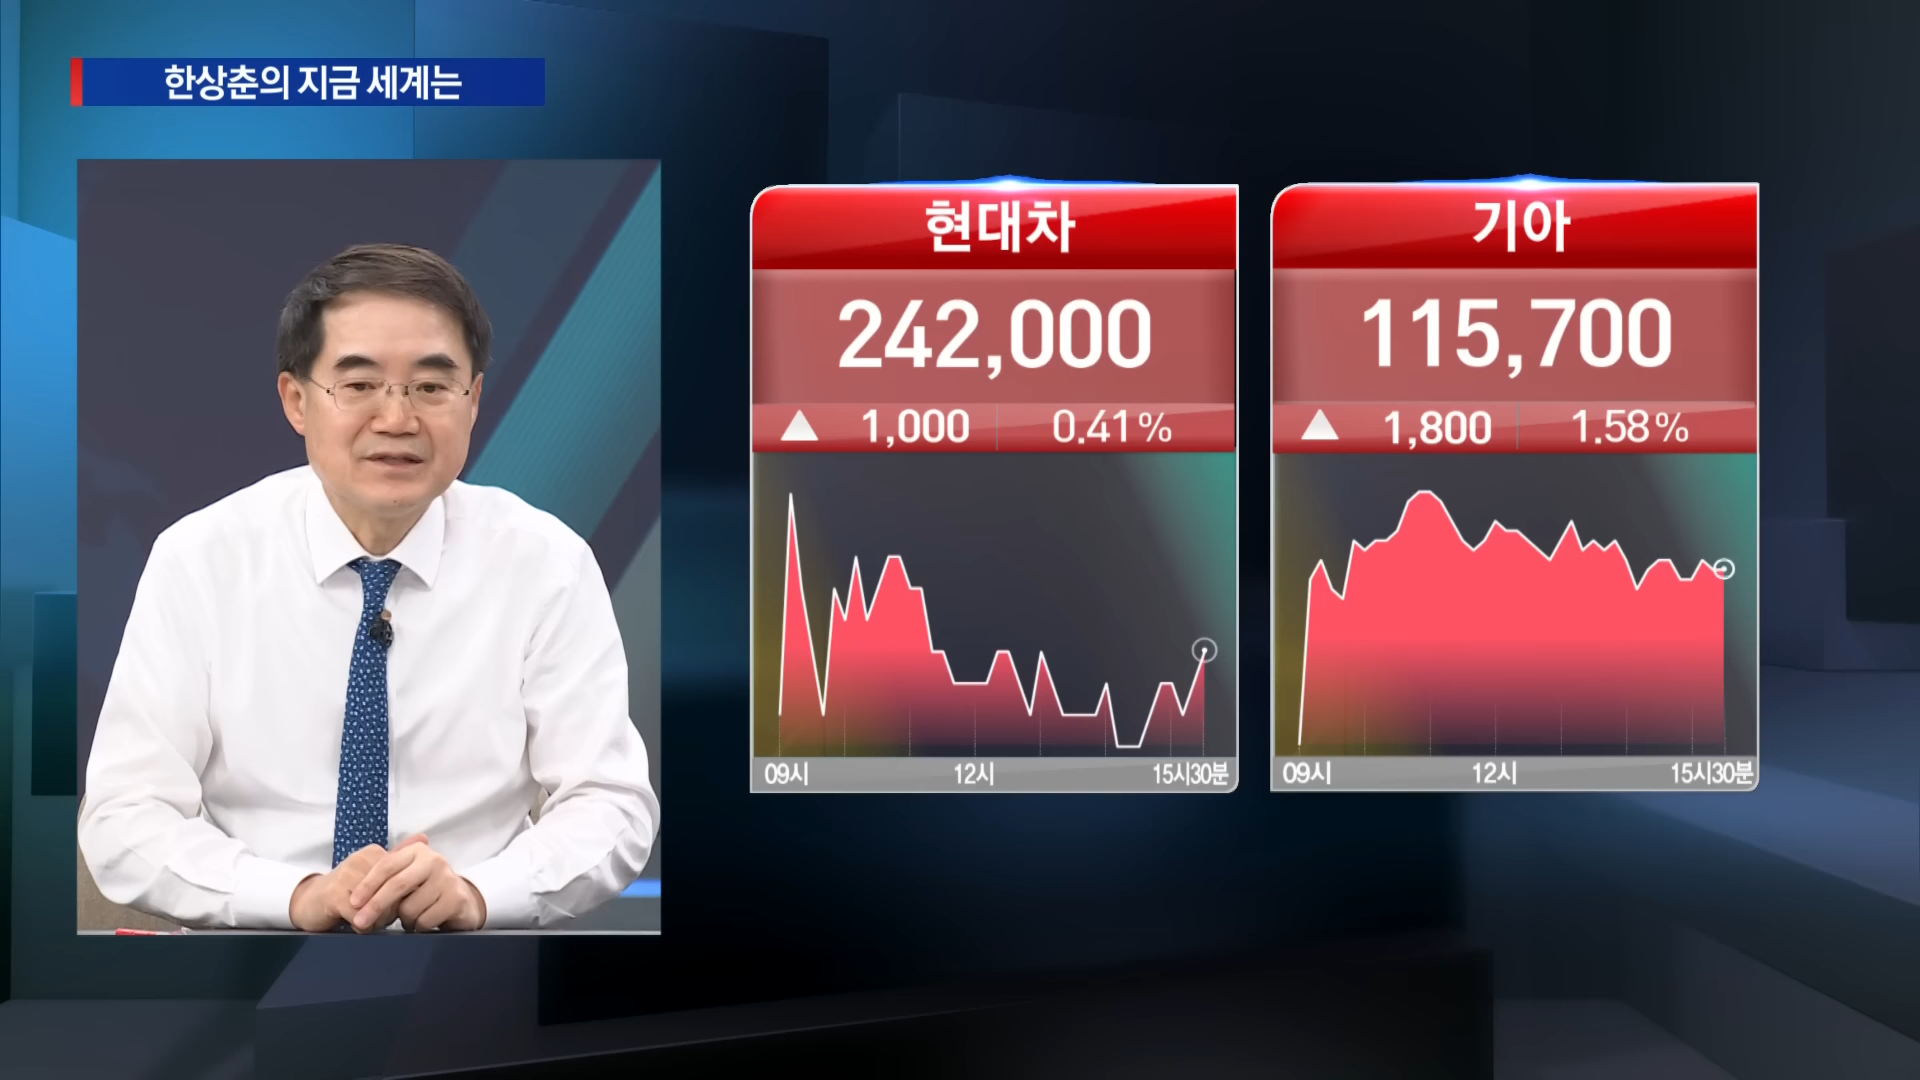 한상춘의 지금 세계는
현대차
242,000
▲ 1,000 0.41%
09시 12시 15시30분
기아
115,700
▲ 1,800 1.58%
09시 12시 15시30분